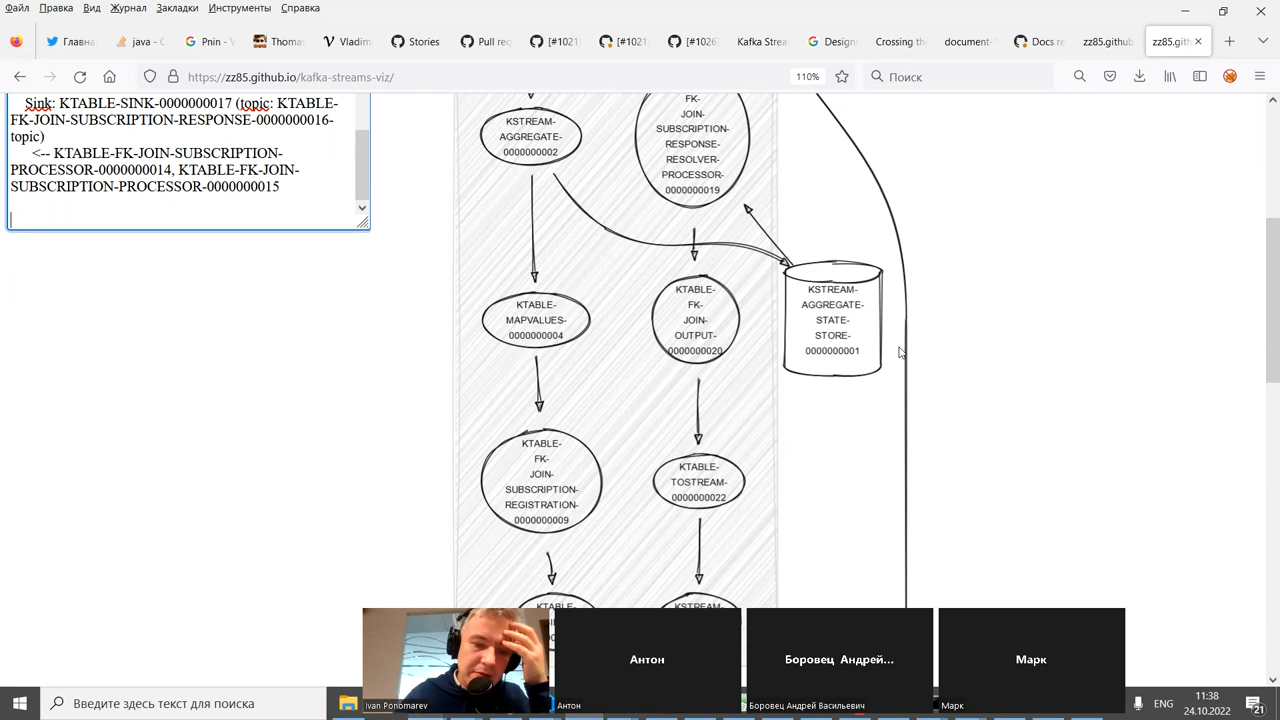 Файл Правка Вид Журнал Закладки Инструменты Справка
Главна
java - C
Pnin - V
Thomas
Vladim
Stories
Pull req
[#1021]
[#1021]
[#1026]
Kafka Strea
Designe
Crossing the
document-
Docs re
zz85.github
zz85.gith
https://zz85.github.io/kafka-streams-viz/
110%
Поиск
Sink: KTABLE-SINK-0000000017 (topic: KTABLE-
FK-JOIN-SUBSCRIPTION-RESPONSE-0000000016-
topic)
<-- KTABLE-FK-JOIN-SUBSCRIPTION-
PROCESSOR-0000000014, KTABLE-FK-JOIN-
SUBSCRIPTION-PROCESSOR-0000000015
KSTREAM-
AGGREGATE-
0000000002
FK-
JOIN-
SUBSCRIPTION-
RESPONSE-
RESOLVER-
PROCESSOR-
0000000019
KTABLE-
MAPVALUES-
0000000004
KTABLE-
FK-
JOIN-
OUTPUT-
0000000020
KSTREAM-
AGGREGATE-
STATE-
STORE-
0000000001
KTABLE-
FK-
JOIN-
SUBSCRIPTION-
REGISTRATION-
0000000009
KTABLE-
TOSTREAM-
0000000022
KTABLE-
KSTREAM-
Антон
Боровец Андрей...
Марк
Ivan Ponomarev
Антон
Боровец Андрей Васильевич
Марк
Введите здесь текст для поиска
ENG
11:38
24.10.2022
21